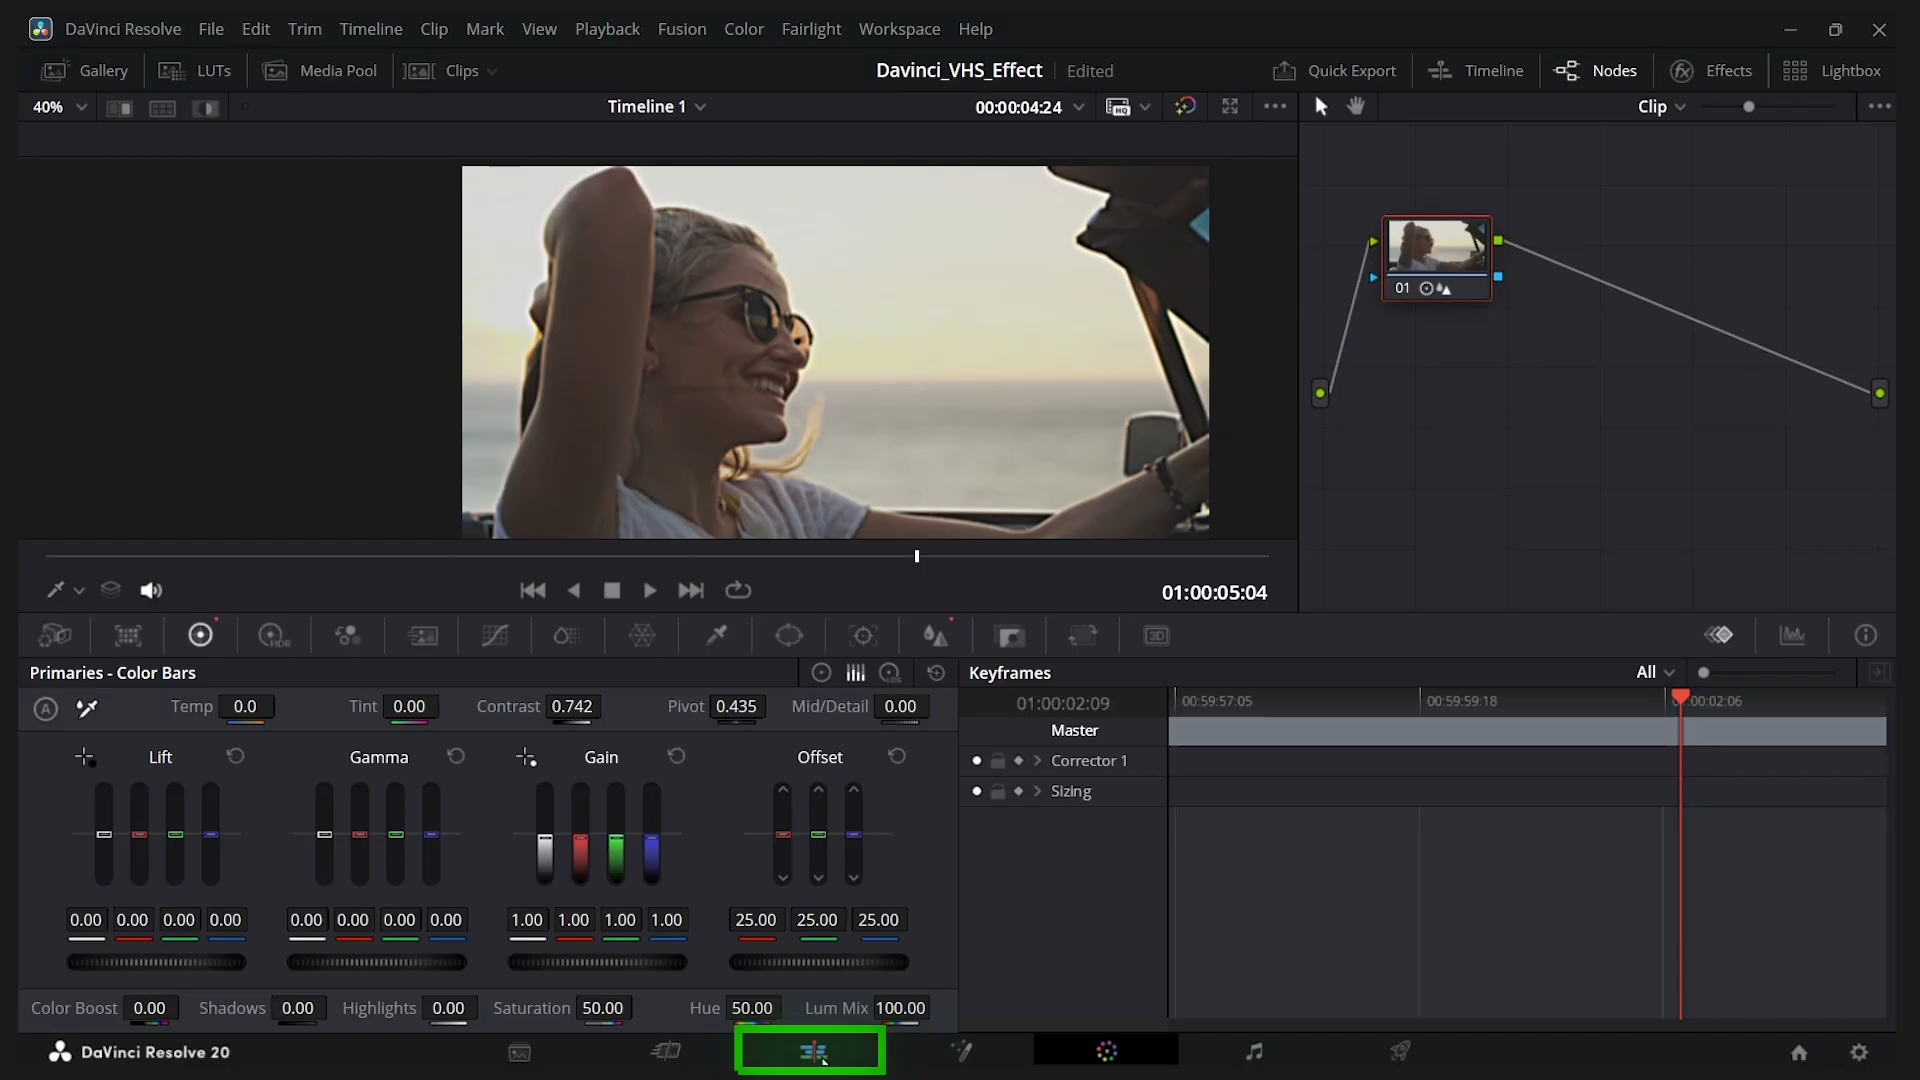 DaVinci Resolve File Edit Trim Timeline Clip Mark View Playback Fusion Color Fairlight Workspace Help
Gallery LUTs Media Pool Clips Davinci_VHS_Effect Edited Quick Export Timeline Nodes Effects Lightbox
40% Timeline 1 00:00:04:24 HQ Clip
01
01:00:05:04
HDR 3D
Primaries - Color Bars LOG Keyframes All
A Temp 0.0 Tint 0.00 Contrast 0.742 Pivot 0.435 Mid/Detail 0.00 01:00:02:09 00:59:57:05 00:59:59:18 :00:02:06
Master
Lift Gamma Gain Offset Corrector 1
Sizing
0.00 0.00 0.00 0.00 0.00 0.00 0.00 0.00 1.00 1.00 1.00 1.00 25.00 25.00 25.00
Color Boost 0.00 Shadows 0.00 Highlights 0.00 Saturation 50.00 Hue 50.00 Lum Mix 100.00
DaVinci Resolve 20